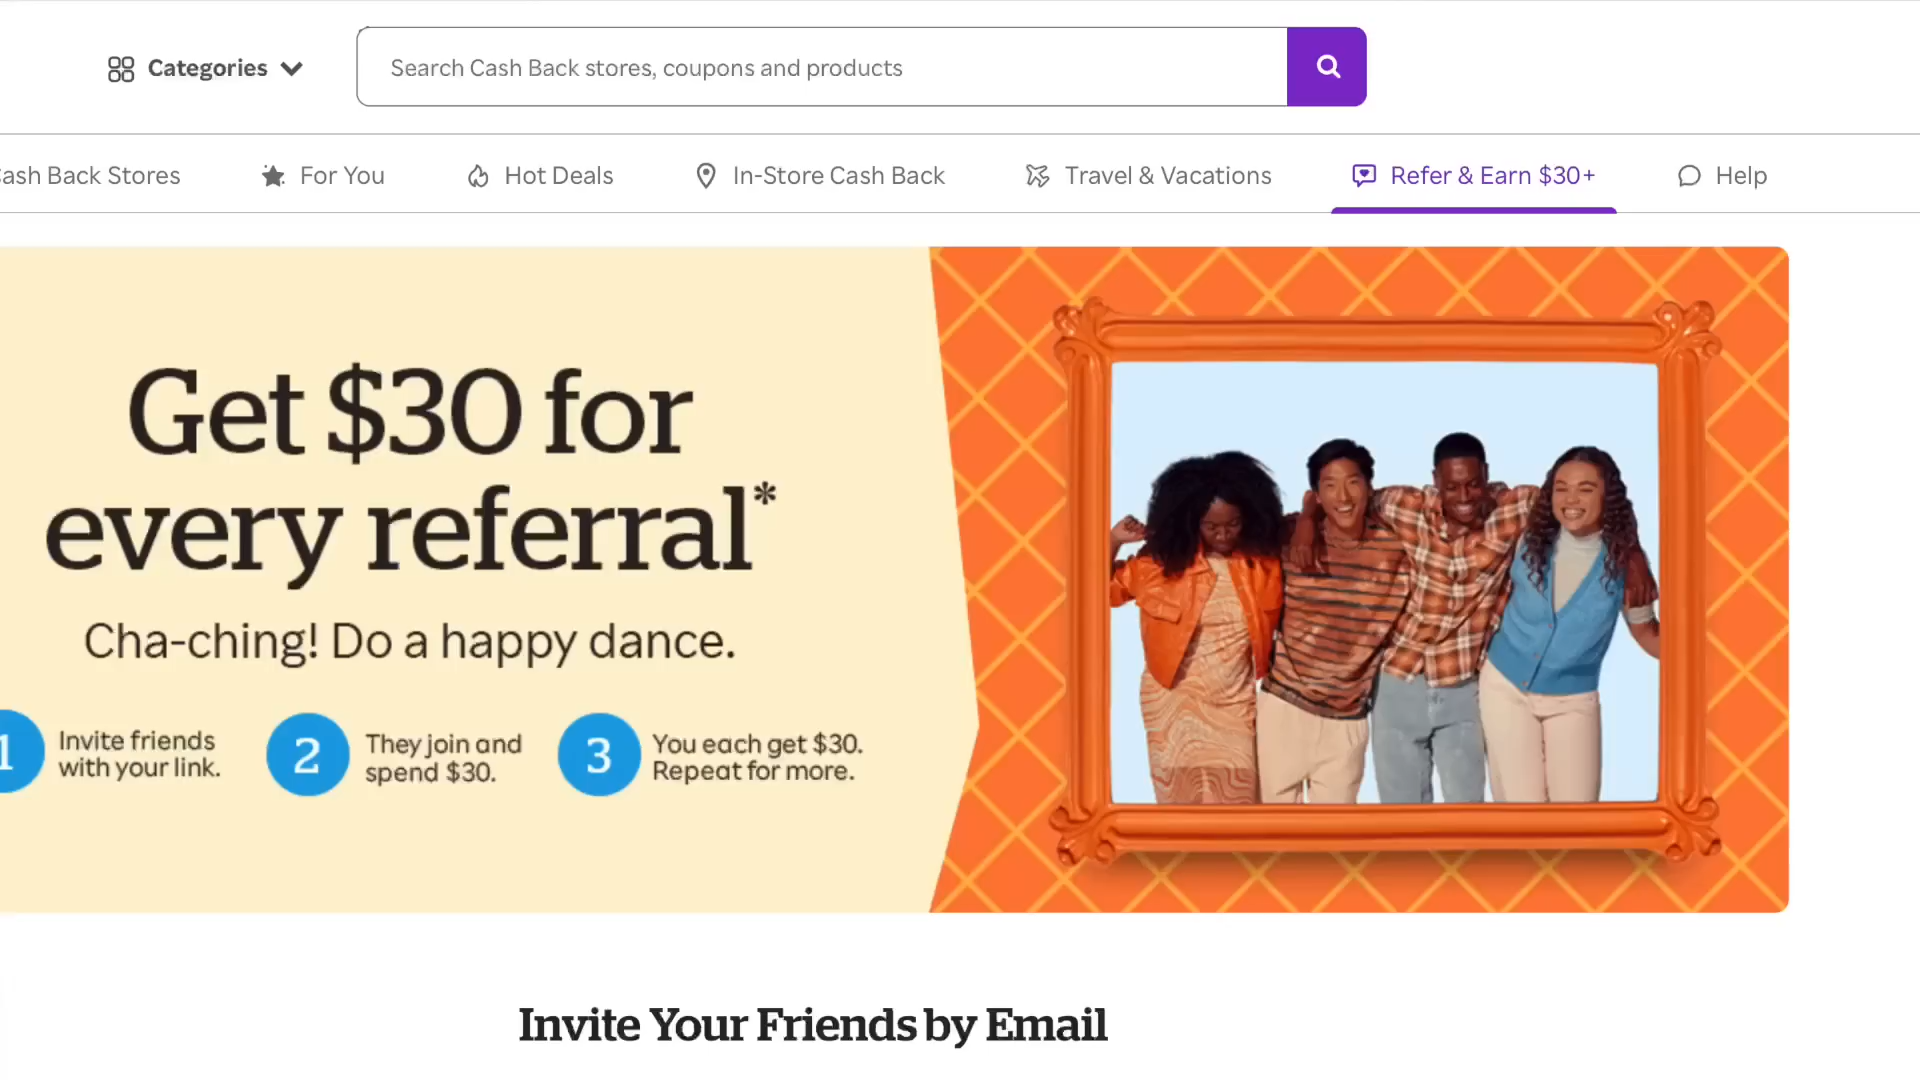 Categories
Search Cash Back stores, coupons and products
ash Back Stores
For You
Hot Deals
In-Store Cash Back
Travel & Vacations
Refer & Earn $30+
Help
Get $30 for
every referral*
Cha-ching! Do a happy dance.
1
Invite friends
with your link.
2
They join and
spend $30.
3
You each get $30.
Repeat for more.
Invite Your Friends by Email